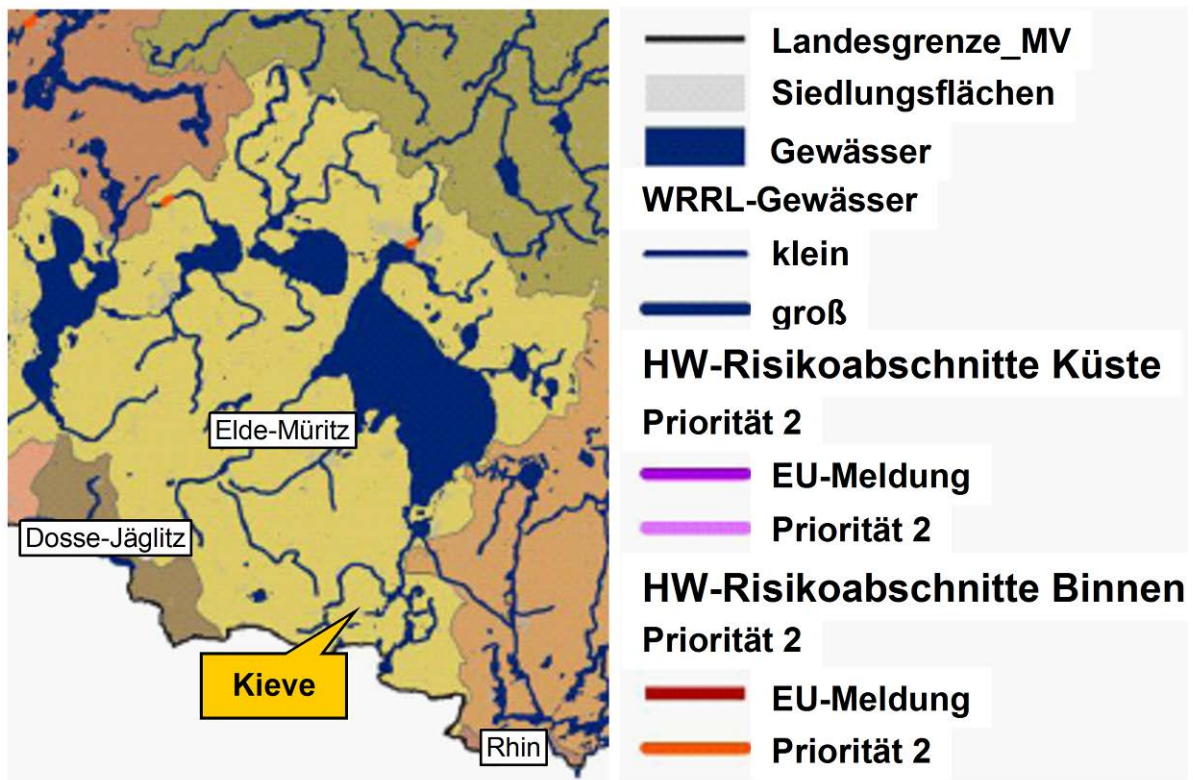 Elde-Müritz
Dosse-Jäglitz
Kieve
Rhin
Landesgrenze_MV
Siedlungsflächen
Gewässer
WRRL-Gewässer
klein
groß
HW-Risikoabschnitte Küste
Priorität 2
EU-Meldung
Priorität 2
HW-Risikoabschnitte Binnen
Priorität 2
EU-Meldung
Priorität 2